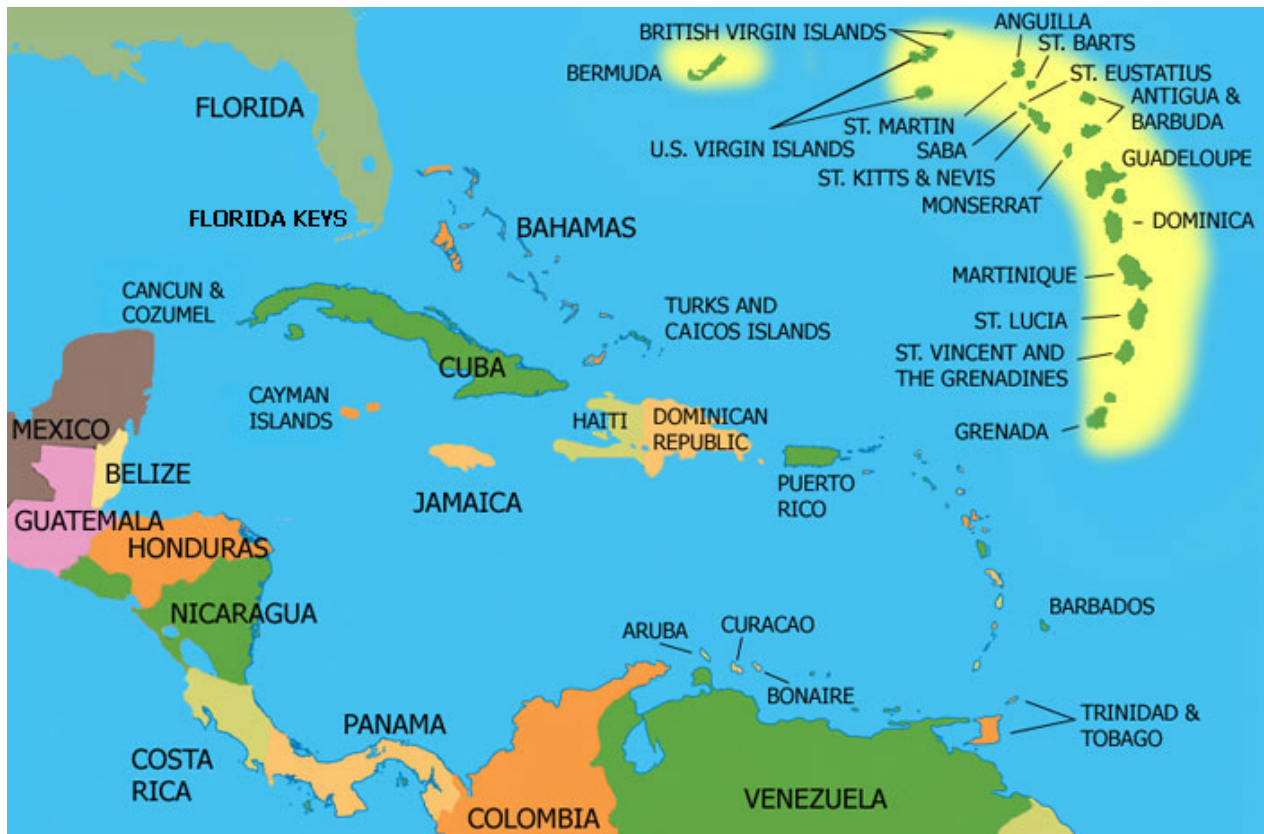 BRITISH VIRGIN ISLANDS
ANGUILLA
ST. BARTS
BERMUDA
ST. EUSTATIUS
FLORIDA
ANTIGUA &
BARBUDA
ST. MARTIN
U.S. VIRGIN ISLANDS
SABA
GUADELOUPE
ST. KITTS & NEVIS
MONSERRAT
FLORIDA KEYS
BAHAMAS
DOMINICA
MARTINIQUE
CANCUN &
COZUMEL
TURKS AND
CAICOS ISLANDS
ST. LUCIA
CUBA
ST. VINCENT AND
THE GRENADINES
CAYMAN
ISLANDS
HAITI
DOMINICAN
REPUBLIC
MEXICO
GRENADA
BELIZE
JAMAICA
PUERTO
RICO
GUATEMALA
HONDURAS
NICARAGUA
BARBADOS
ARUBA
CURACAO
BONAIRE
PANAMA
TRINIDAD &
TOBAGO
COSTA
RICA
VENEZUELA
COLOMBIA